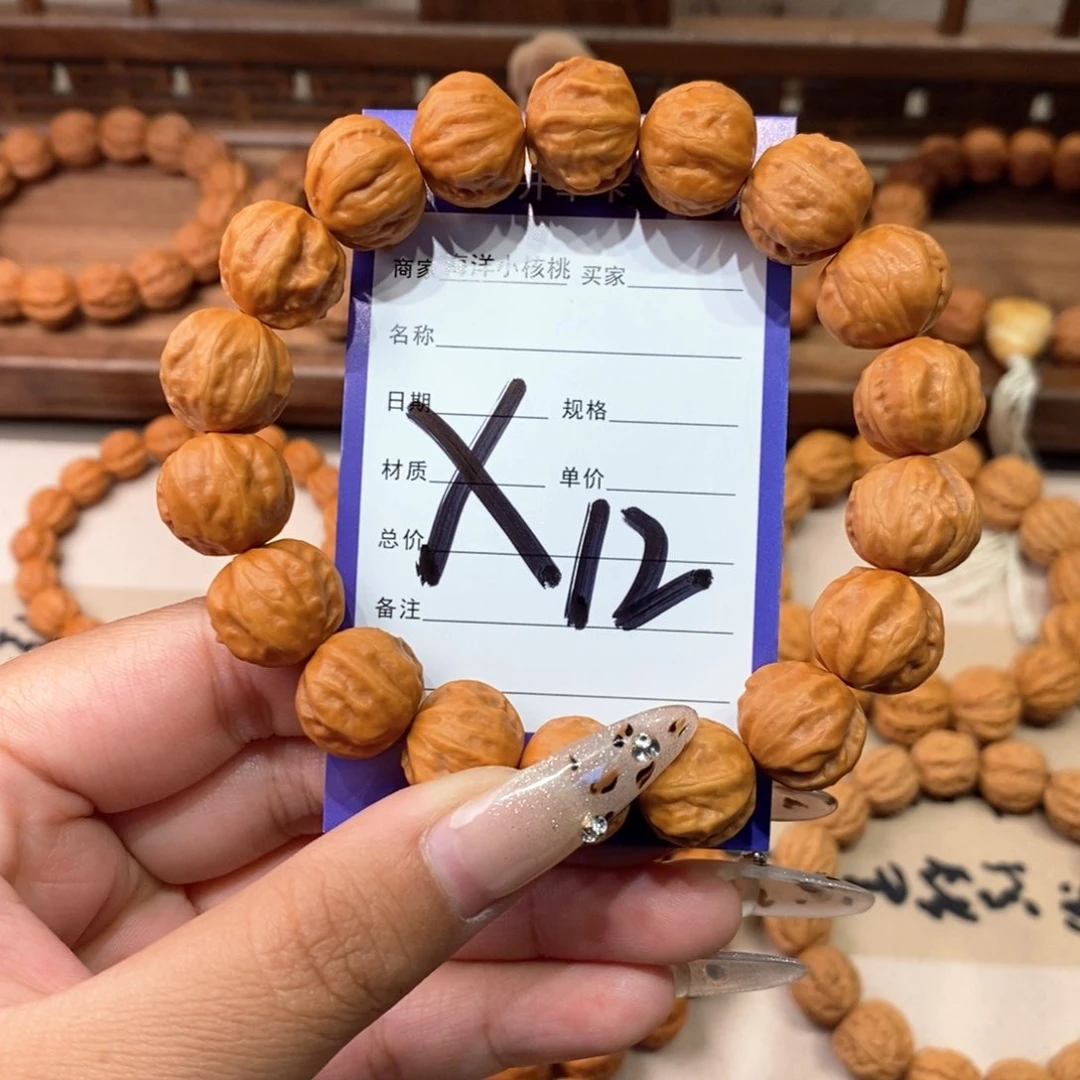 商家 海洋小核桃 买家
名称
日期 规格
材质 单价
总价
备注
X12